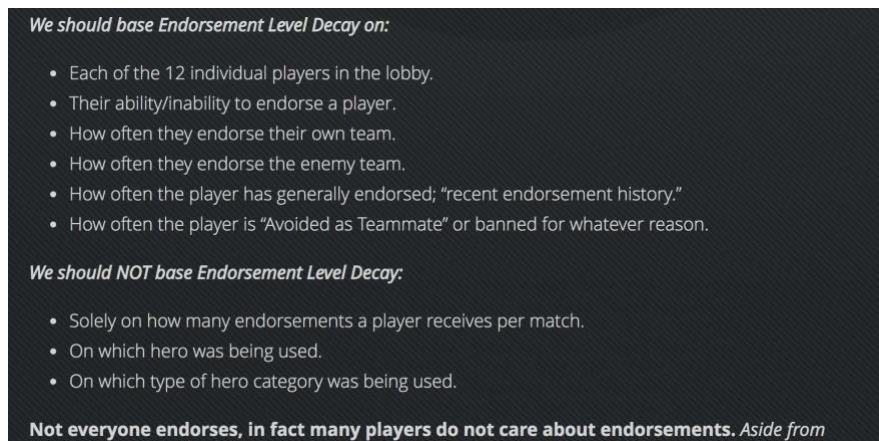 We should base Endorsement Level Decay on:
• Each of the 12 individual players in the lobby.
• Their ability/inability to endorse a player.
• How often they endorse their own team.
• How often they endorse the enemy team.
• How often the player has generally endorsed; “recent endorsement history.”
• How often the player is “Avoided as Teammate” or banned for whatever reason.
We should NOT base Endorsement Level Decay:
• Solely on how many endorsements a player receives per match.
• On which hero was being used.
• On which type of hero category was being used.
Not everyone endorses, in fact many players do not care about endorsements. Aside from